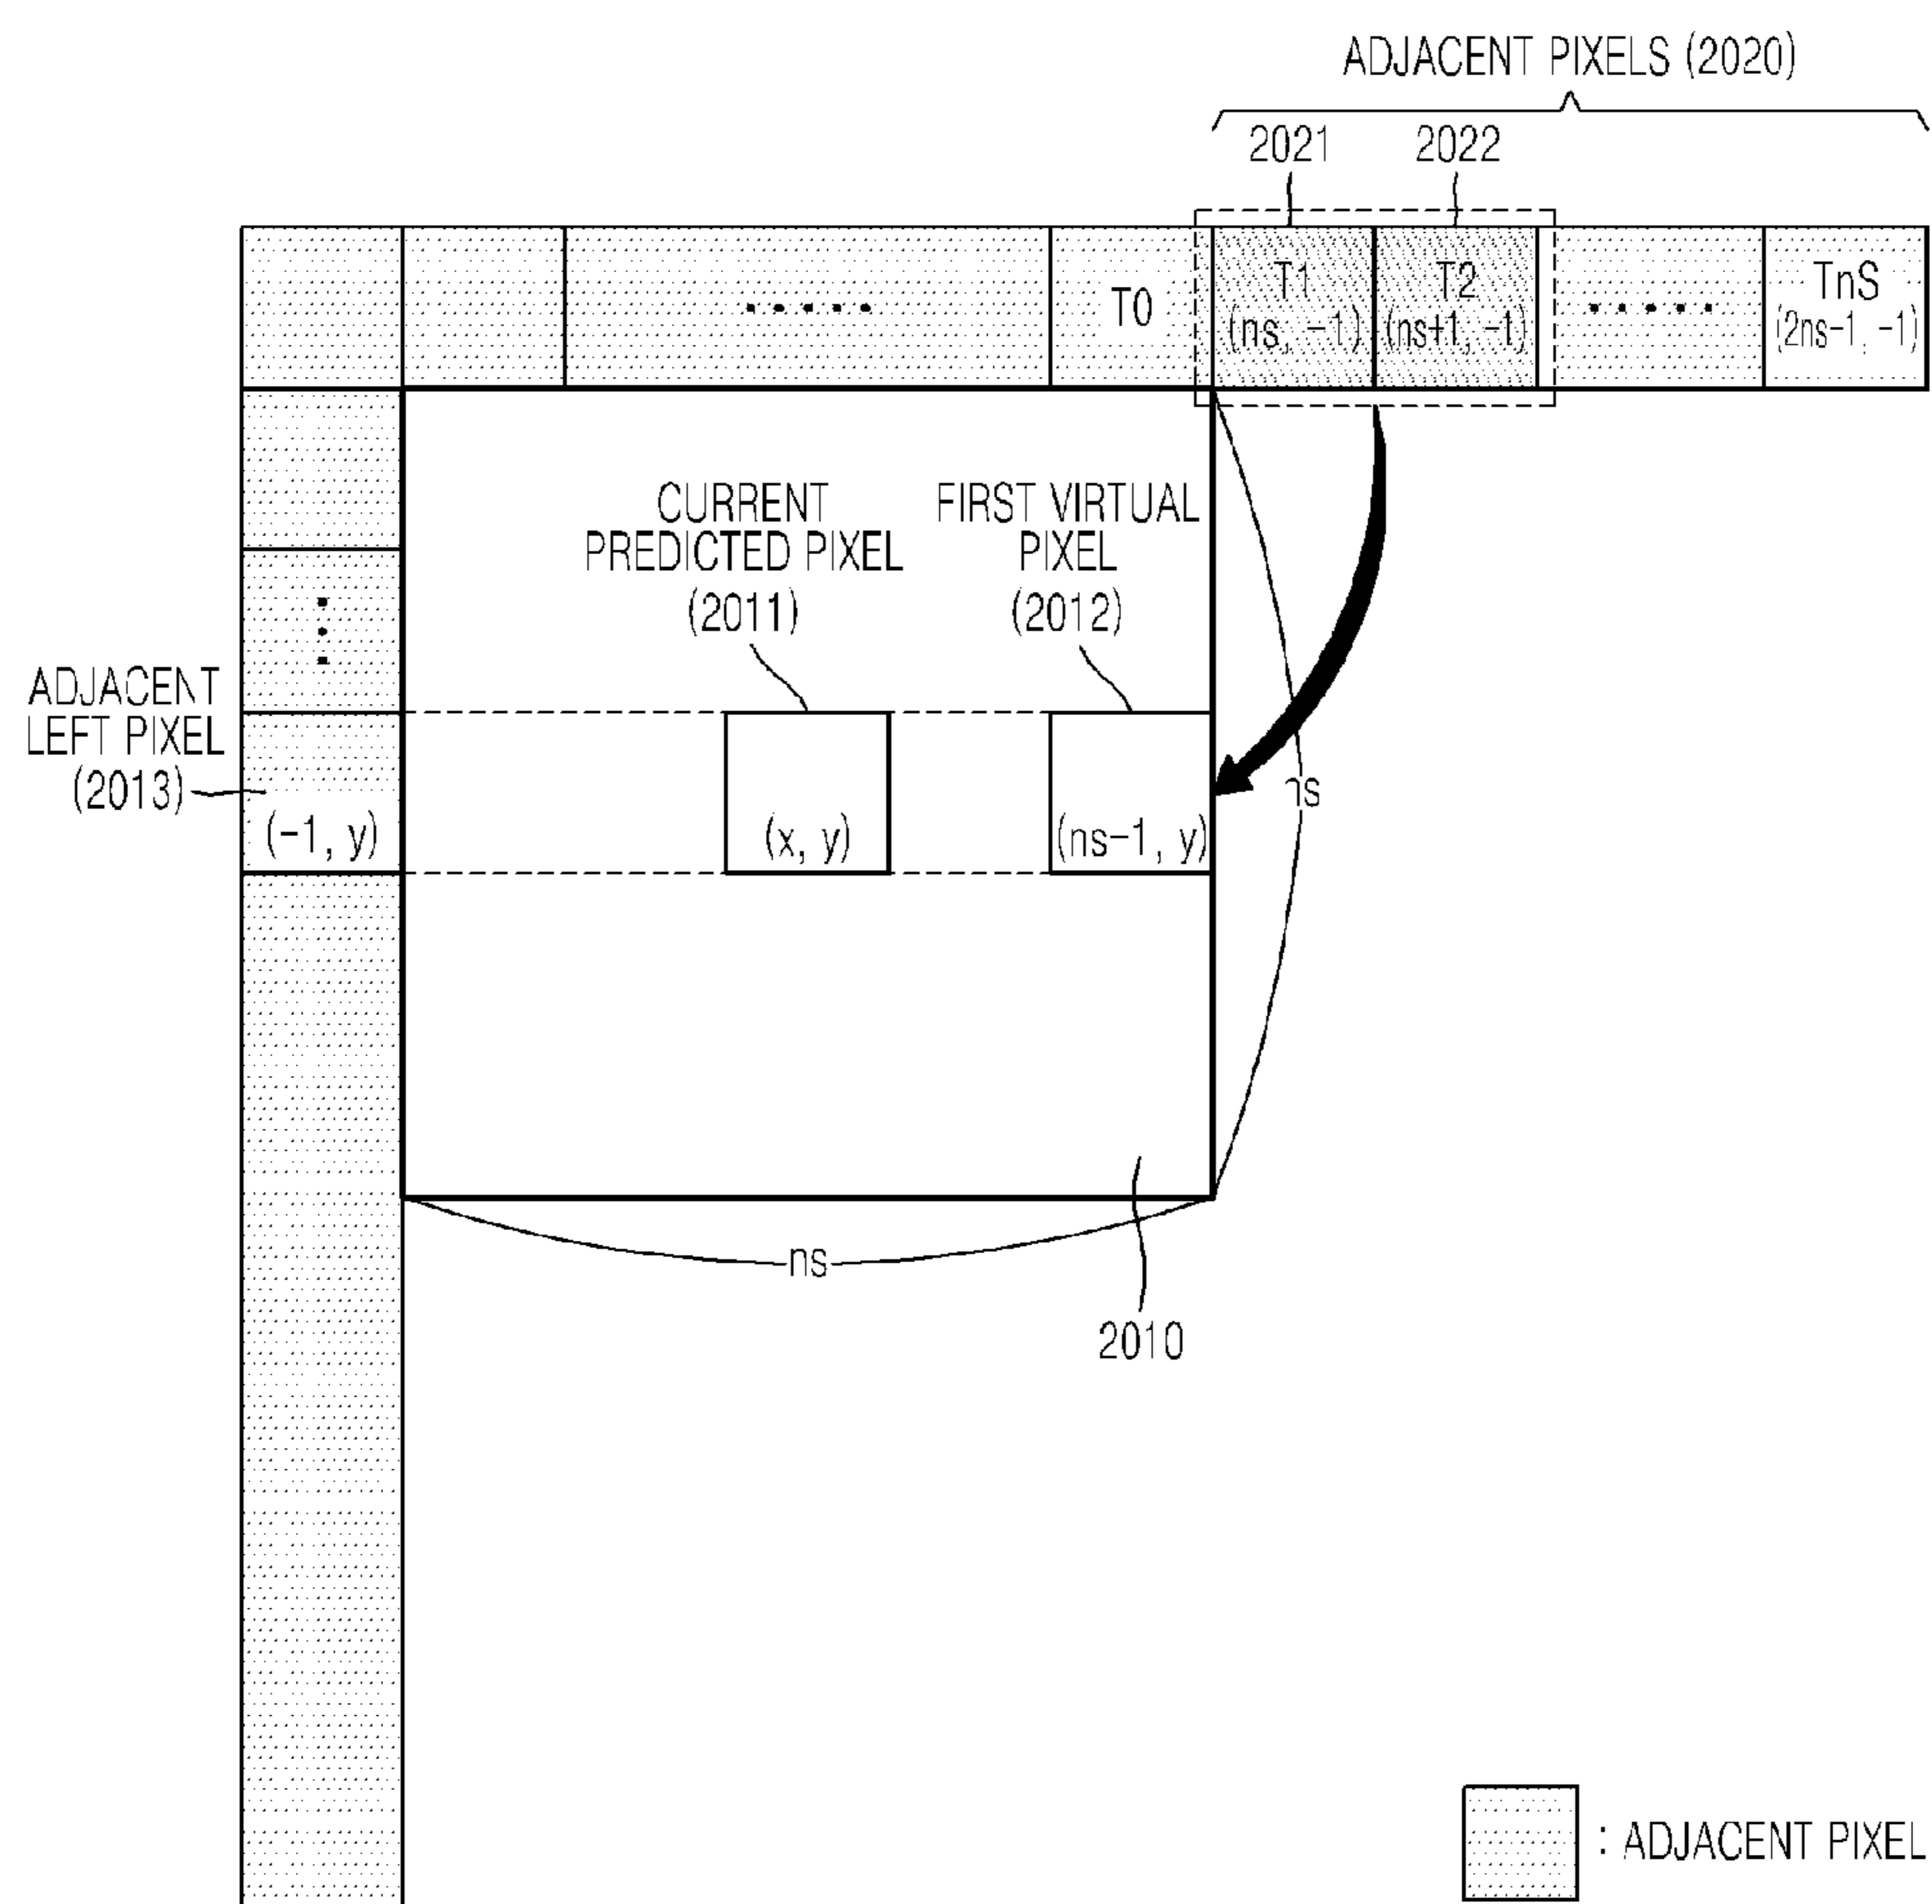 ADJACENT PIXELS (2020)
2021
2022
T0
T1
(ns, -1)
T2
(ns+1, -1)
TnS
(2ns-1, -1)
CURRENT
PREDICTED PIXEL
(2011)
FIRST VIRTUAL
PIXEL
(2012)
ADJACENT
LEFT PIXEL
(2013)
(-1, y)
(x, y)
(ns-1, y)
ns
ns
2010
: ADJACENT PIXEL